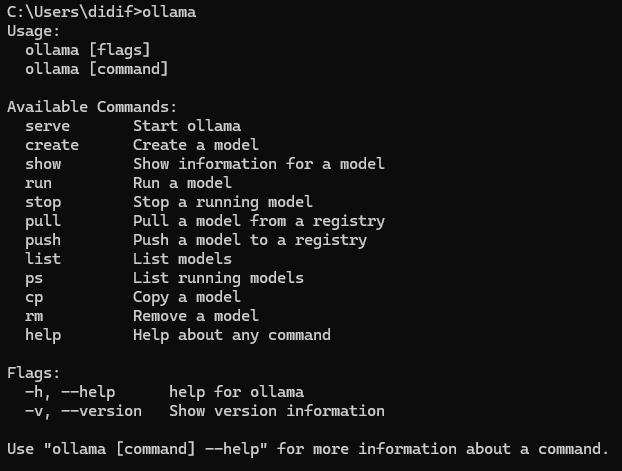 C:\Users\didif>ollama
Usage:
  ollama [flags]
  ollama [command]

Available Commands:
  serve       Start ollama
  create      Create a model
  show        Show information for a model
  run         Run a model
  stop        Stop a running model
  pull        Pull a model from a registry
  push        Push a model to a registry
  list        List models
  ps          List running models
  cp          Copy a model
  rm          Remove a model
  help        Help about any command

Flags:
  -h, --help      help for ollama
  -v, --version   Show version information

Use "ollama [command] --help" for more information about a command.